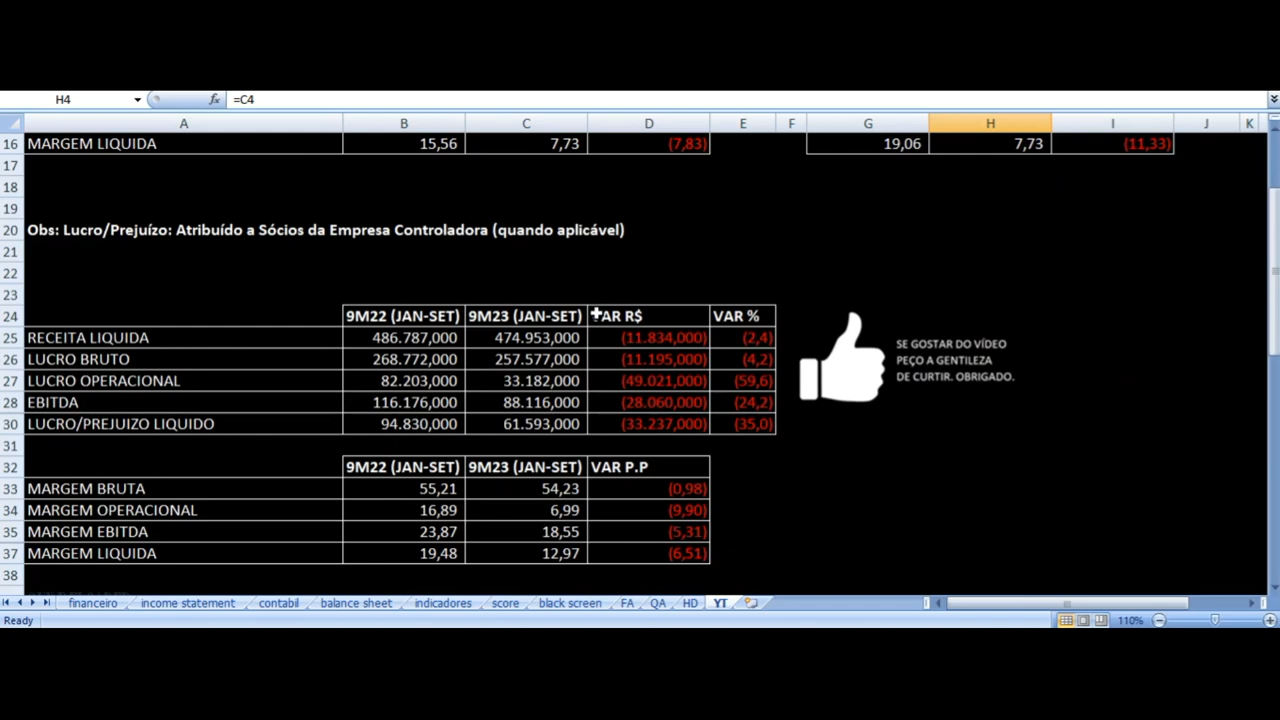 H4 fx =C4
A B C D E F G H I J K
16 MARGEM LIQUIDA 15,56 7,73 (7,83) 19,06 7,73 (11,33)
17
18
19
20 Obs: Lucro/Prejuízo: Atribuído a Sócios da Empresa Controladora (quando aplicável)
21
22
23
24 9M22 (JAN-SET) 9M23 (JAN-SET) AR R$ VAR %
25 RECEITA LIQUIDA 486.787,000 474.953,000 (11.834,000) (2,4)
26 LUCRO BRUTO 268.772,000 257.577,000 (11.195,000) (4,2)
27 LUCRO OPERACIONAL 82.203,000 33.182,000 (49.021,000) (59,6)
28 EBITDA 116.176,000 88.116,000 (28.060,000) (24,2)
30 LUCRO/PREJUIZO LIQUIDO 94.830,000 61.593,000 (33.237,000) (35,0)
SE GOSTAR DO VÍDEO
PEÇO A GENTILEZA
DE CURTIR. OBRIGADO.
31
32 9M22 (JAN-SET) 9M23 (JAN-SET) VAR P.P
33 MARGEM BRUTA 55,21 54,23 (0,98)
34 MARGEM OPERACIONAL 16,89 6,99 (9,90)
35 MARGEM EBITDA 23,87 18,55 (5,31)
37 MARGEM LIQUIDA 19,48 12,97 (6,51)
38
financeiro income statement contabil balance sheet indicadores score black screen FA QA HD YT
Ready 110%